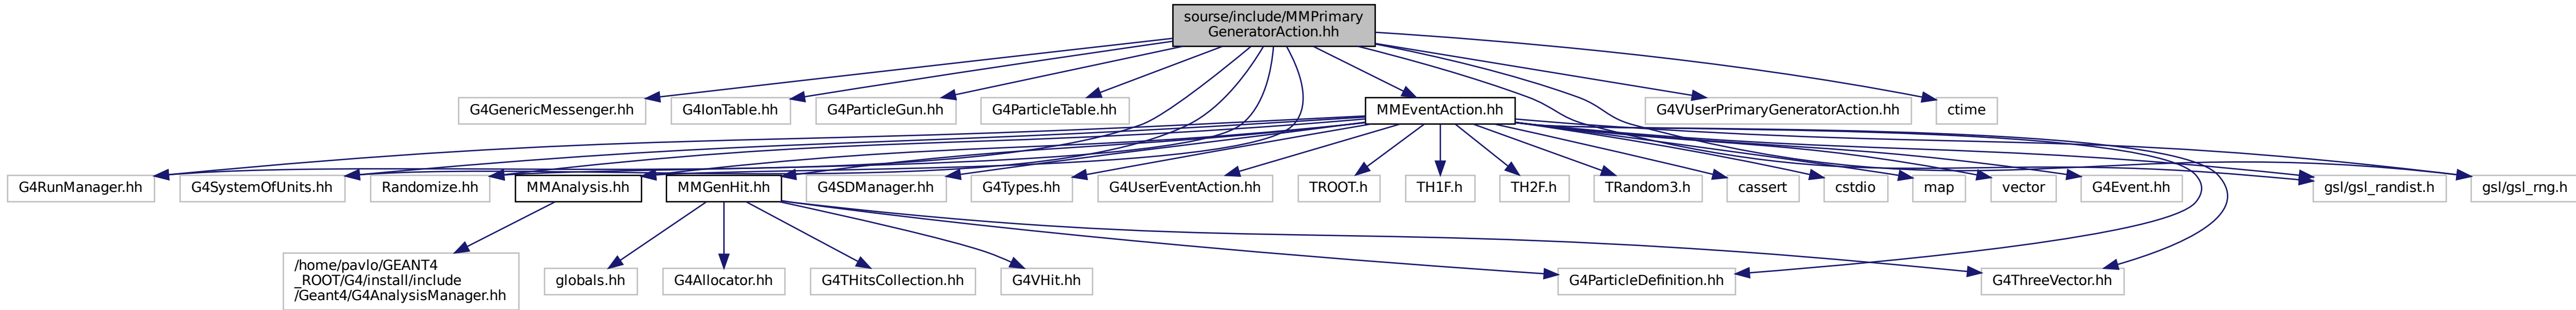 sourse/include/MMPrimary
GeneratorAction.hh
G4GenericMessenger.hh
G4IonTable.hh
G4ParticleGun.hh
G4ParticleTable.hh
MMEventAction.hh
G4VUserPrimaryGeneratorAction.hh
ctime
G4RunManager.hh
G4SystemOfUnits.hh
Randomize.hh
MMAnalysis.hh
MMGenHit.hh
G4SDManager.hh
G4Types.hh
G4UserEventAction.hh
TROOT.h
TH1F.h
TH2F.h
TRandom3.h
cassert
cstdio
map
vector
G4Event.hh
gsl/gsl_randist.h
gsl/gsl_rng.h
/home/pavlo/GEANT4
_ROOT/G4/install/include
/Geant4/G4AnalysisManager.hh
globals.hh
G4Allocator.hh
G4THitsCollection.hh
G4VHit.hh
G4ParticleDefinition.hh
G4ThreeVector.hh